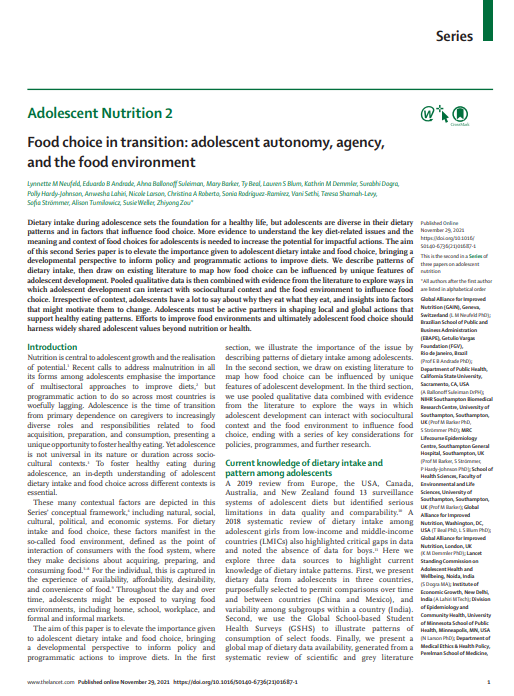 Series
Adolescent Nutrition 2
Food choice in transition: adolescent autonomy, agency,
and the food environment
Lynnette M Neufeld, Eduardo B Andrade, Ahna Ballonoff Suleiman, Mary Barker, Ty Beal, Lauren S Blum, Kathrin M Demmler, Surabhi Dogra,
Polly Hardy-Johnson, Anwesha Lahiri, Nicole Larson, Christina A Roberto, Sonia Rodríguez-Ramírez, Vani Sethi, Teresa Shamah-Levy,
Sofia Strömmer, Alison Tumilowicz, Susie Weller, Zhiyong Zou*
Dietary intake during adolescence sets the foundation for a healthy life, but adolescents are diverse in their dietary
patterns and in factors that influence food choice. More evidence to understand the key diet-related issues and the
meaning and context of food choices for adolescents is needed to increase the potential for impactful actions. The aim
of this second Series paper is to elevate the importance given to adolescent dietary intake and food choice, bringing a
developmental perspective to inform policy and programmatic actions to improve diets. We describe patterns of
dietary intake, then draw on existing literature to map how food choice can be influenced by unique features of
adolescent development. Pooled qualitative data is then combined with evidence from the literature to explore ways in
which adolescent development can interact with sociocultural context and the food environment to influence food
choice. Irrespective of context, adolescents have a lot to say about why they eat what they eat, and insights into factors
that might motivate them to change. Adolescents must be active partners in shaping local and global actions that
support healthy eating patterns. Efforts to improve food environments and ultimately adolescent food choice should
harness widely shared adolescent values beyond nutrition or health.
Introduction
Nutrition is central to adolescent growth and the realisation
of potential.¹ Recent calls to address malnutrition in all
its forms among adolescents emphasise the importance
of multisectoral approaches to improve diets,² but
programmatic action to do so across most countries is
woefully lagging. Adolescence is the time of transition
from primary dependence on caregivers to increasingly
diverse roles and responsibilities related to food
acquisition, preparation, and consumption, presenting a
unique opportunity to foster healthy eating. Yet adolescence
is not universal in its nature or duration across socio-
cultural contexts.³ To foster healthy eating during
adolescence, an in-depth understanding of adolescent
dietary intake and food choice across different contexts is
essential.
These many contextual factors are depicted in this
Series' conceptual framework, including natural, social,
cultural, political, and economic systems. For dietary
intake and food choice, these factors manifest in the
so-called food environment, defined as the point of
interaction of consumers with the food system, where
they make decisions about acquiring, preparing, and
consuming food. For the individual, this is captured in
the experience of availability, affordability, desirability,
and convenience of food. Throughout the day and over
time, adolescents might be exposed to varying food
environments, including home, school, workplace, and
formal and informal markets.
The aim of this paper is to elevate the importance given
to adolescent dietary intake and food choice, bringing
a developmental perspective to inform policy and
programmatic actions to improve diets. In the first
section, we illustrate the importance of the issue by
describing patterns of dietary intake among adolescents.
In the second section, we draw on existing literature to
map how food choice can be influenced by unique
features of adolescent development. In the third section,
we use pooled qualitative data combined with evidence
from the literature to explore ways in which adolescent
development can interact with sociocultural context
and the food environment to influence food choice,
ending with a series of key considerations for
policies, programmes, and further research.
Current knowledge of dietary intake and
pattern among adolescents
A 2019 review from Europe, the USA, Canada,
Australia, and New Zealand found 13 surveillance
systems of adolescent diets but identified serious
limitations in data quality and comparability. A
2018 systematic review of dietary intake among
adolescent girls from low-income and middle-income
countries (LMICs) also highlighted critical gaps in data
and noted the absence of data for boys. Here we
explore three data sources to highlight current
knowledge of dietary intake patterns. First, we present
dietary data from adolescents in three countries,
purposefully selected to permit comparisons over time
and between countries (China and Mexico), and
variability among subgroups within a country (India).
Second, we use the Global School-based Student
Health Surveys (GSHS) to illustrate patterns of
consumption of select foods. Finally, we present a
global map of dietary data availability, generated from a
systematic review of scientific and grey literature
Published Online
November 29, 2021
https://doi.org/10.1016/
S0140-6736(21)01687-1
This is the second in a Series of
three papers on adolescent
nutrition
*All authors after the first author
are listed in alphabetical order
Global Alliance for Improved
Nutrition (GAIN), Geneva,
Switzerland (L M Neufeld PhD);
Brazilian School of Public and
Business Administration
(EBAPE), Getulio Vargas
Foundation (FGV),
Rio de Janeiro, Brazil
(Prof E B Andrade PhD);
Department of Public Health,
California State University,
Sacramento, CA, USA
(A Ballonoff Suleiman DrPH);
NIHR Southampton Biomedical
Research Centre, University of
Southampton, Southampton,
UK (Prof M Barker PhD,
S Strömmer PhD); MRC
Lifecourse Epidemiology
Centre, Southampton General
Hospital, Southampton, UK
(Prof M Barker, S Strömmer,
P Hardy-Johnson PhD); School of
Health Sciences, Faculty of
Environmental and Life
Sciences, University of
Southampton, Southampton,
UK (Prof M Barker); Global
Alliance for Improved
Nutrition, Washington, DC,
USA (T Beal PhD, L S Blum PhD);
Global Alliance for Improved
Nutrition, London, UK
(K M Demmler PhD); Lancet
Standing Commission on
Adolescent Health and
Wellbeing, Noida, India
(S Dogra MA); Institute of
Economic Growth, New Delhi,
India (A Lahiri MTech); Division
of Epidemiology and
Community Health, University
of Minnesota School of Public
Health, Minneapolis, MN, USA
(N Larson PhD); Department of
Medical Ethics & Health Policy,
Perelman School of Medicine,
www.thelancet.com Published online November 29, 2021 https://doi.org/10.1016/S0140-6736(21)01687-1
1